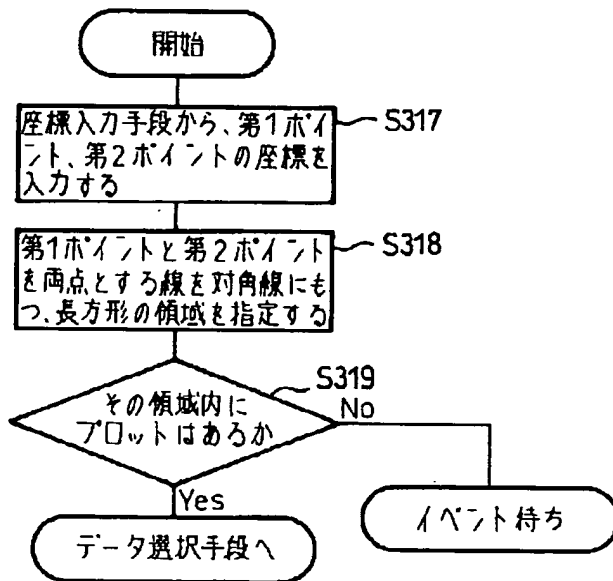 開始
座標入力手段から、第1ポイ
ント、第2ポイントの座標を
入力する
S317
第1ポイントと第2ポイント
を両点とする線を対角線にも
つ、長方形の領域を指定する
S318
その領域内に
プロットはあるか
S319
No
Yes
データ選択手段へ
イベント待ち